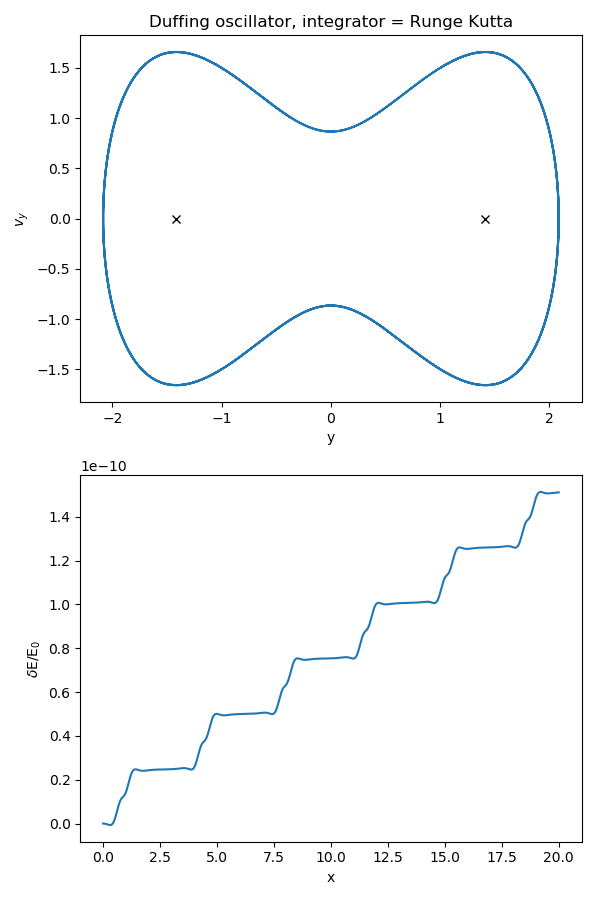 Duffing oscillator, integrator = Runge Kutta
1.5
1.0
0.5
0.0
−0.5
−1.0
−1.5
v_y
−2 −1 0 1 2
y
1e−10
1.4
1.2
1.0
0.8
0.6
0.4
0.2
0.0
δE/E₀
0.0 2.5 5.0 7.5 10.0 12.5 15.0 17.5 20.0
x